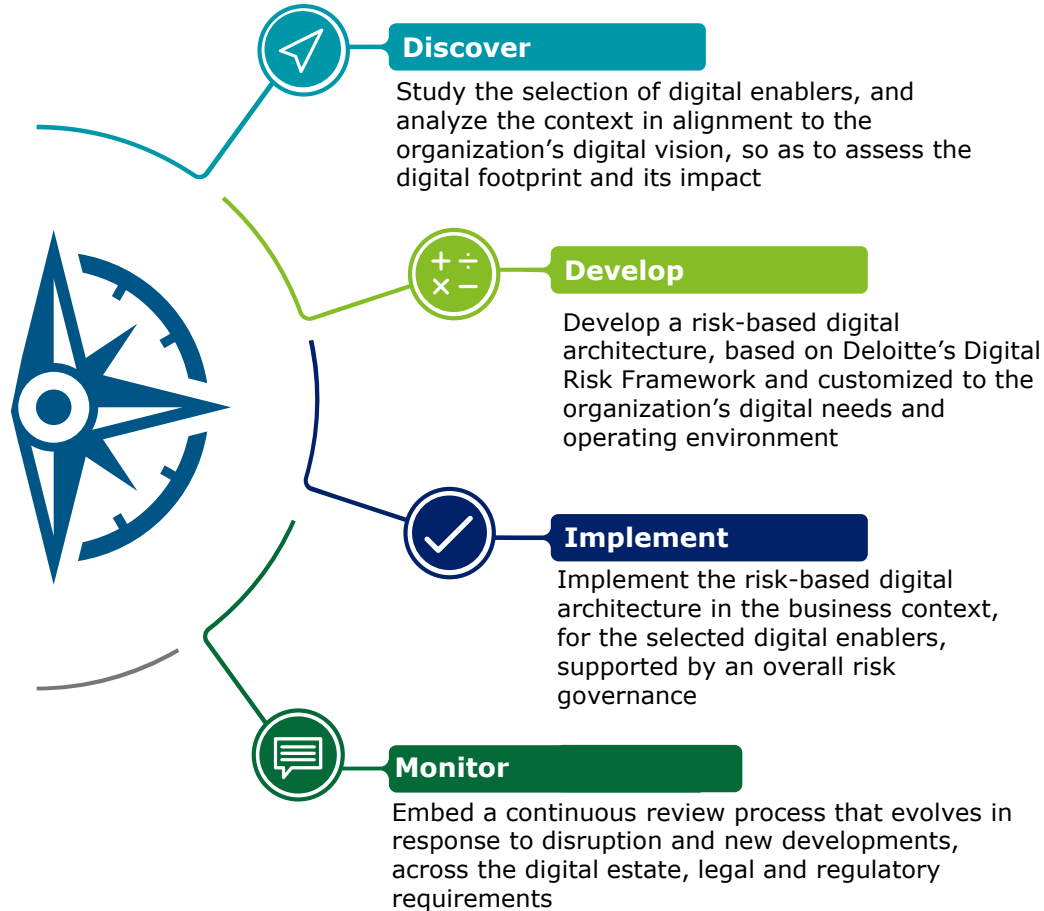 Discover
Study the selection of digital enablers, and
analyze the context in alignment to the
organization’s digital vision, so as to assess the
digital footprint and its impact
Develop
Develop a risk-based digital
architecture, based on Deloitte’s Digital
Risk Framework and customized to the
organization’s digital needs and
operating environment
Implement
Implement the risk-based digital
architecture in the business context,
for the selected digital enablers,
supported by an overall risk
governance
Monitor
Embed a continuous review process that evolves in
response to disruption and new developments,
across the digital estate, legal and regulatory
requirements